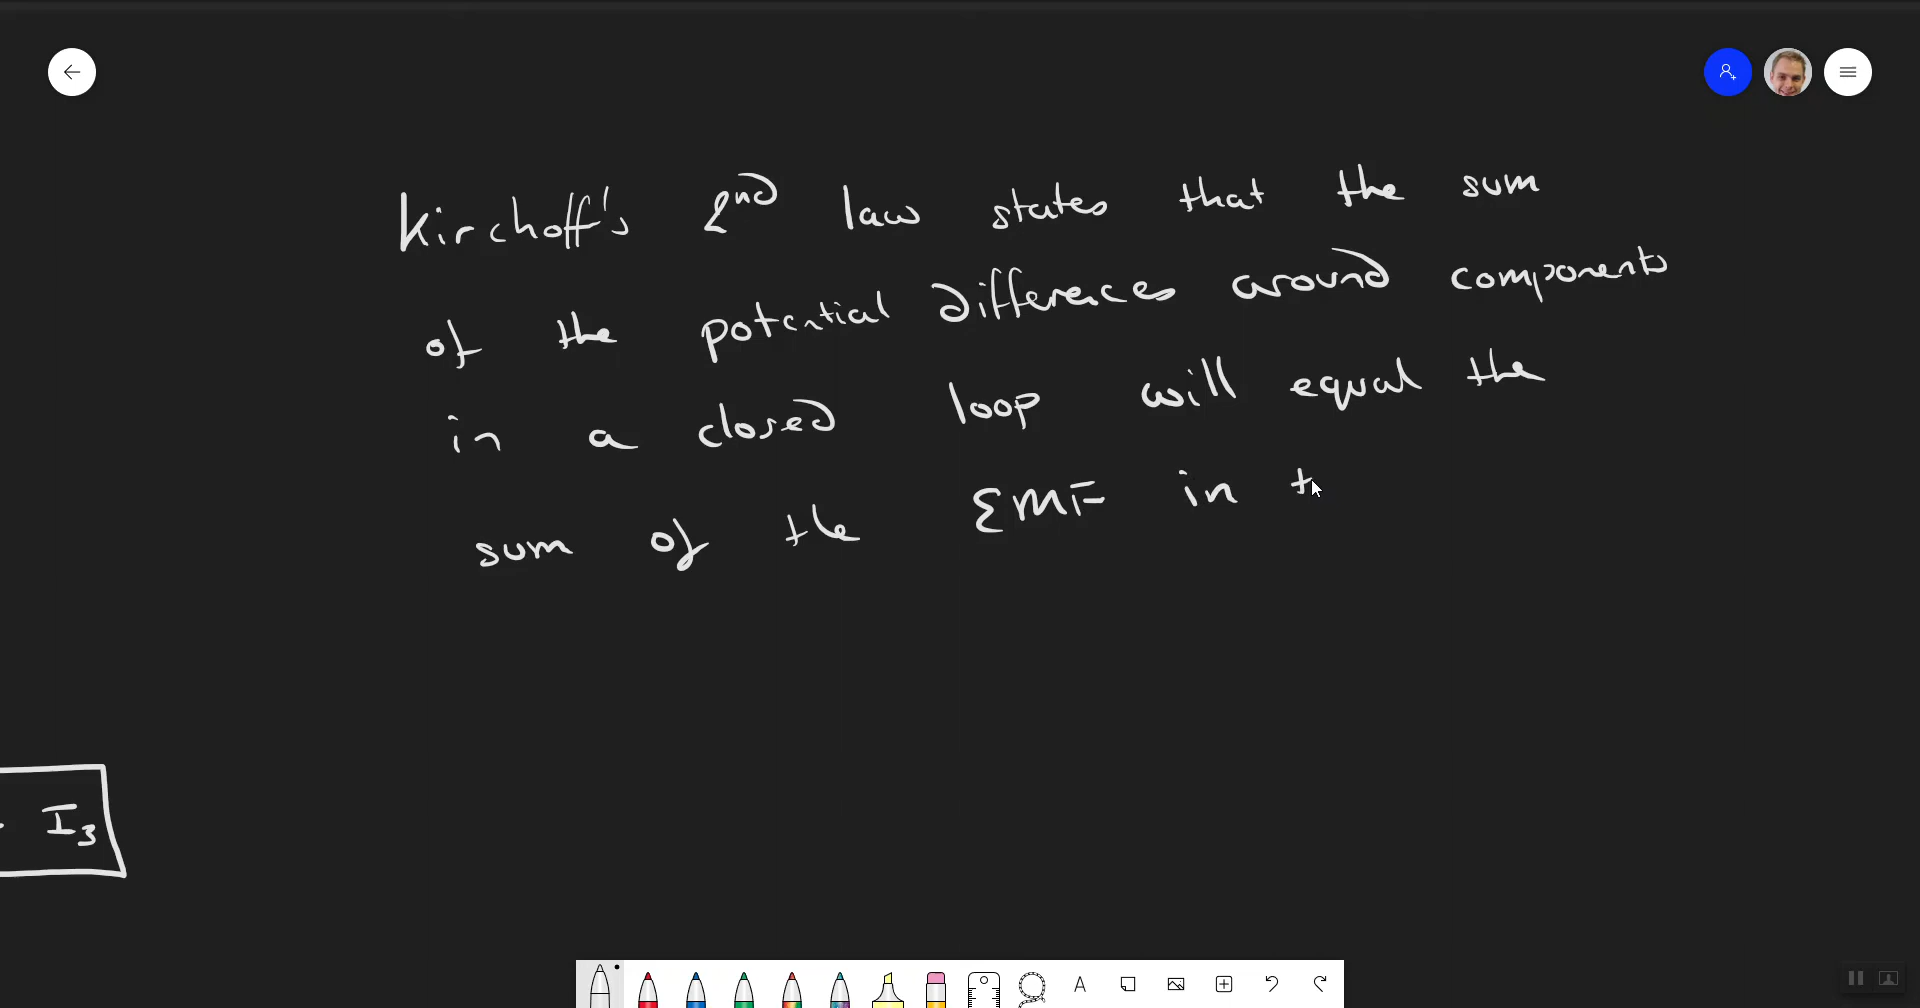 Kirchoff's 2nd law states that the sum
of the potential differences around components
in a closed loop will equal the
sum of the EMF in t
I3
A